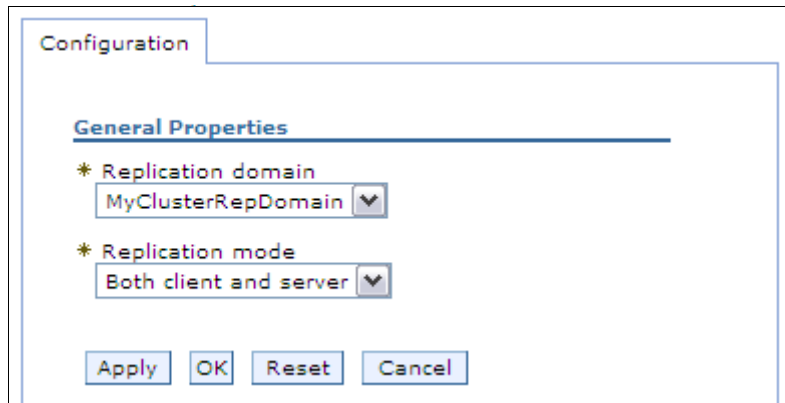 Configuration
General Properties
* Replication domain
MyClusterRepDomain
* Replication mode
Both client and server
Apply OK Reset Cancel